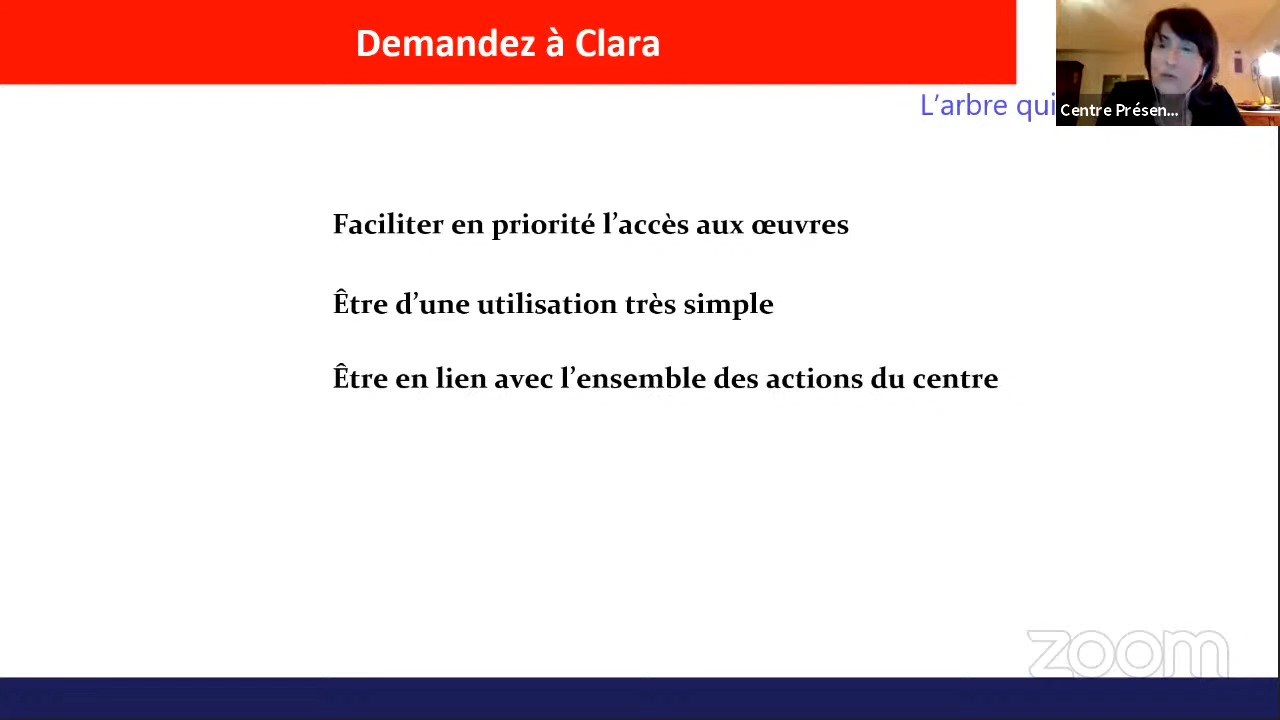 Demandez à Clara
L’arbre qui
Centre Présen...
Faciliter en priorité l’accès aux œuvres
Être d’une utilisation très simple
Être en lien avec l’ensemble des actions du centre
zoom